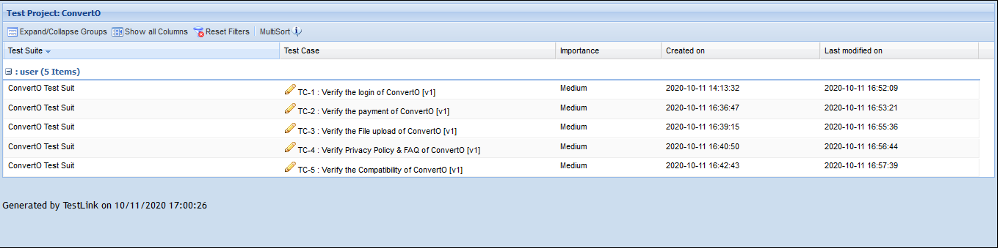 Test Project: ConvertO
Expand/Collapse Groups Show all Columns Reset Filters MultiSort
Test Suite Test Case Importance Created on Last modified on
: user (5 Items)
ConvertO Test Suit TC-1 : Verify the login of ConvertO [v1] Medium 2020-10-11 14:13:32 2020-10-11 16:52:09
ConvertO Test Suit TC-2 : Verify the payment of ConvertO [v1] Medium 2020-10-11 16:36:47 2020-10-11 16:53:21
ConvertO Test Suit TC-3 : Verify the File upload of ConvertO [v1] Medium 2020-10-11 16:39:15 2020-10-11 16:55:36
ConvertO Test Suit TC-4 : Verify Privacy Policy & FAQ of ConvertO [v1] Medium 2020-10-11 16:40:50 2020-10-11 16:56:44
ConvertO Test Suit TC-5 : Verify the Compatibility of ConvertO [v1] Medium 2020-10-11 16:42:43 2020-10-11 16:57:39
Generated by TestLink on 10/11/2020 17:00:26